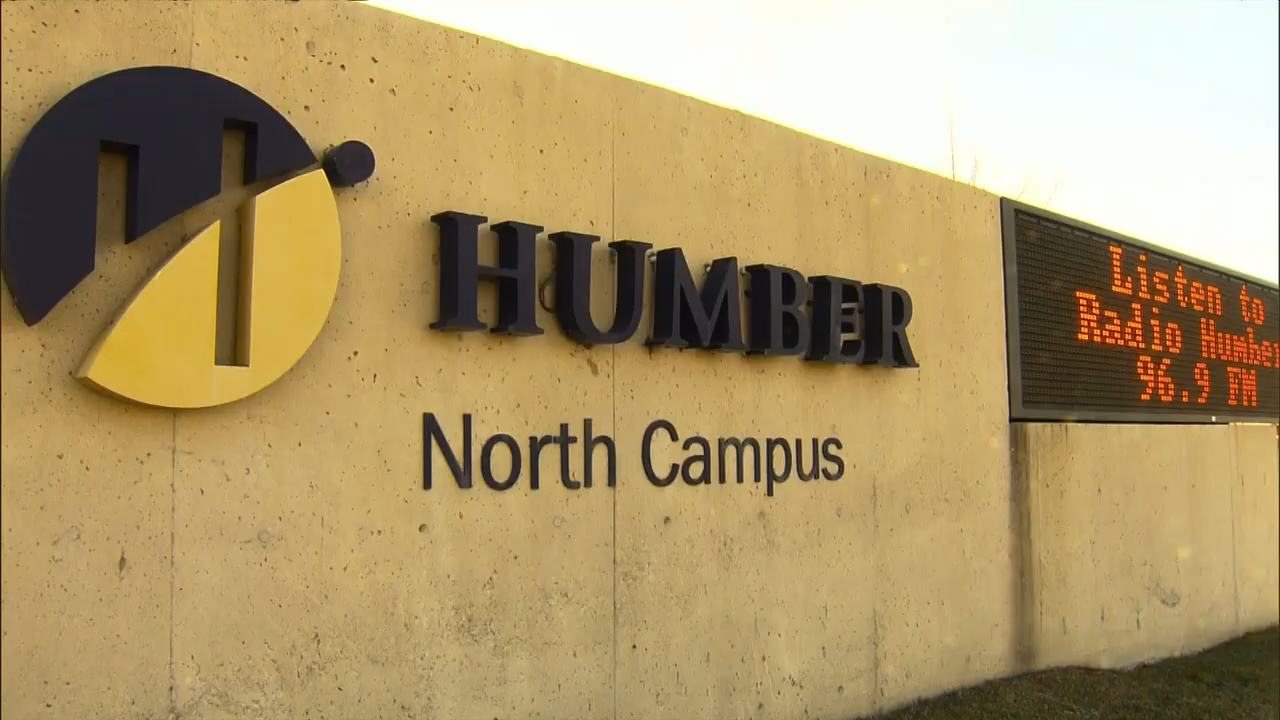 HUMBER
North Campus
Listen to
Radio Humber
96.9 FM